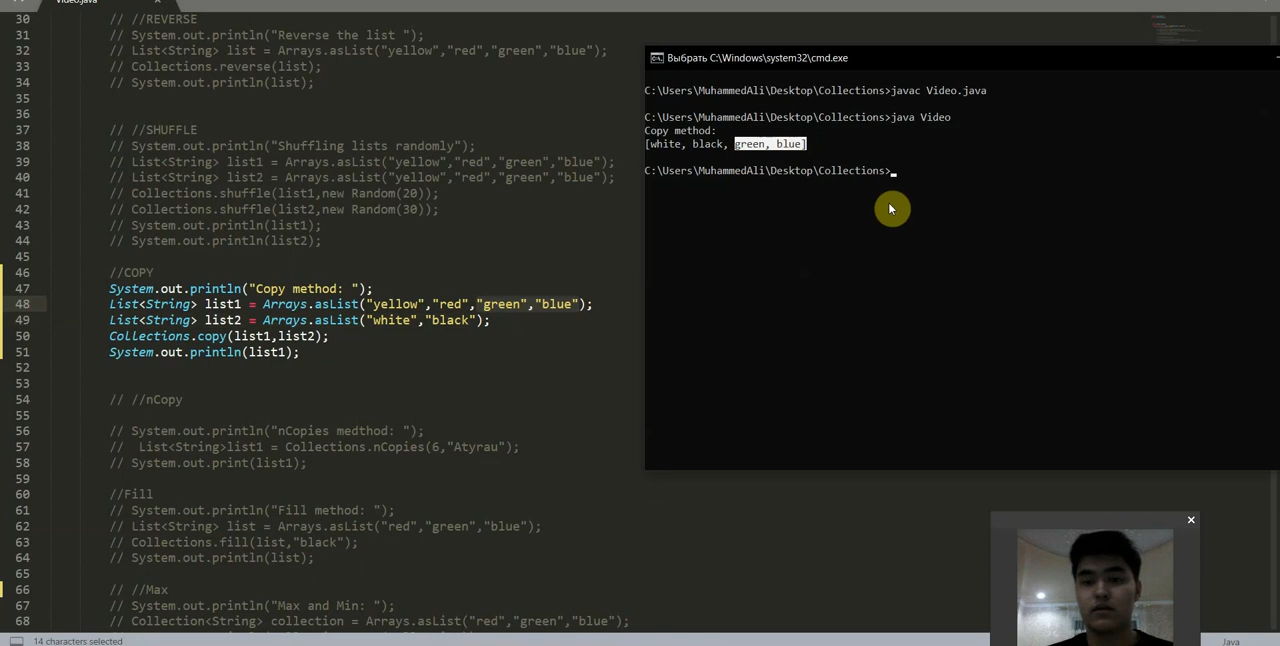 Video.java
30 // //REVERSE
31 // System.out.println("Reverse the list ");
32 // List<String> list = Arrays.asList("yellow","red","green","blue");
33 // Collections.reverse(list);
34 // System.out.println(list);
35
36
37 // //SHUFFLE
38 // System.out.println("Shuffling lists randomly");
39 // List<String> list1 = Arrays.asList("yellow","red","green","blue");
40 // List<String> list2 = Arrays.asList("yellow","red","green","blue");
41 // Collections.shuffle(list1,new Random(20));
42 // Collections.shuffle(list2,new Random(30));
43 // System.out.println(list1);
44 // System.out.println(list2);
45
46 //COPY
47 System.out.println("Copy method: ");
48 List<String> list1 = Arrays.asList("yellow","red","green","blue");
49 List<String> list2 = Arrays.asList("white","black");
50 Collections.copy(list1,list2);
51 System.out.println(list1);
52
53
54 // //nCopy
55
56 // System.out.println("nCopies medthod: ");
57 //  List<String>list1 = Collections.nCopies(6,"Atyrau");
58 // System.out.print(list1);
59
60 //Fill
61 // System.out.println("Fill method: ");
62 // List<String> list = Arrays.asList("red","green","blue");
63 // Collections.fill(list,"black");
64 // System.out.println(list);
65
66 // //Max
67 // System.out.println("Max and Min: ");
68 // Collection<String> collection = Arrays.asList("red","green","blue");
Выбрать C:\Windows\system32\cmd.exe
C:\Users\MuhammedAli\Desktop\Collections>javac Video.java
C:\Users\MuhammedAli\Desktop\Collections>java Video
Copy method:
[white, black, green, blue]
C:\Users\MuhammedAli\Desktop\Collections>
14 characters selected
Java